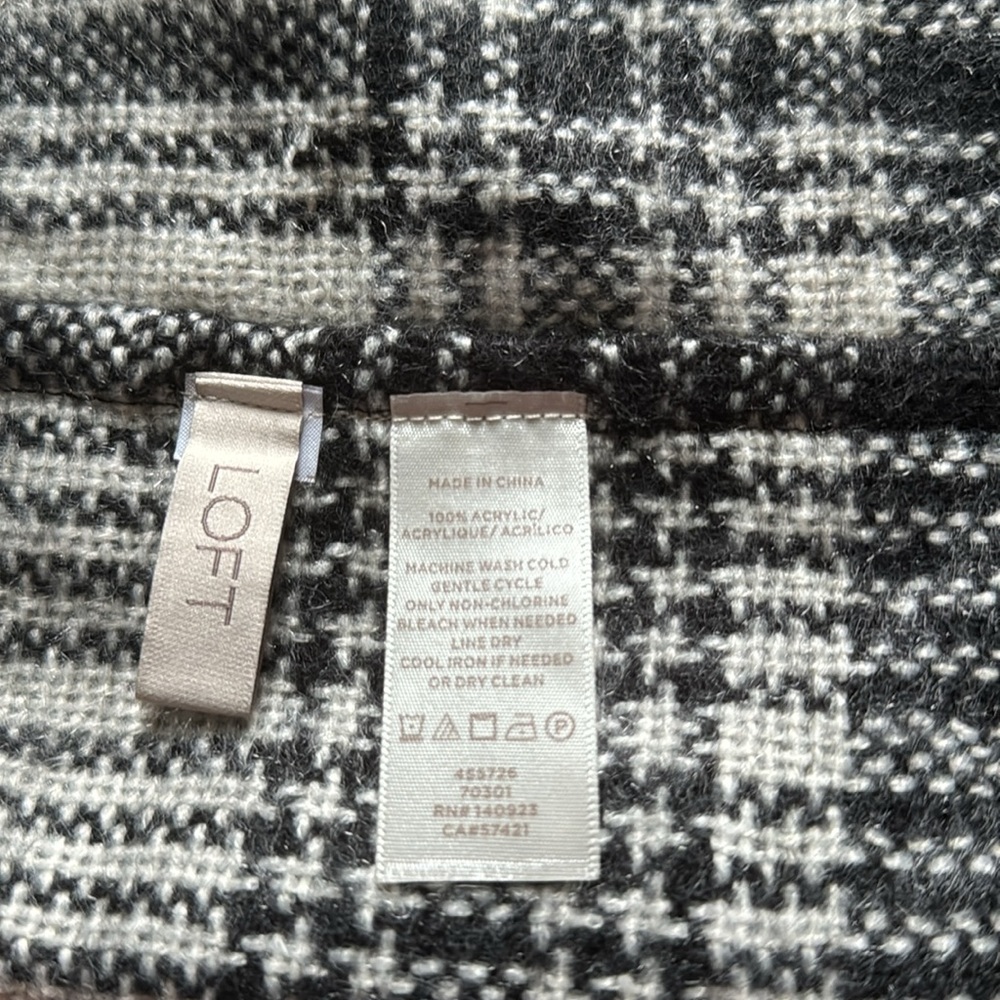 LOFT
MADE IN CHINA
100% ACRYLIC/
ACRYLIQUE/ACRÍLICO
MACHINE WASH COLD
GENTLE CYCLE
ONLY NON-CHLORINE
BLEACH WHEN NEEDED
LINE DRY
COOL IRON IF NEEDED
OR DRY CLEAN
P
455726
70301
RN# 140923
CA#57421